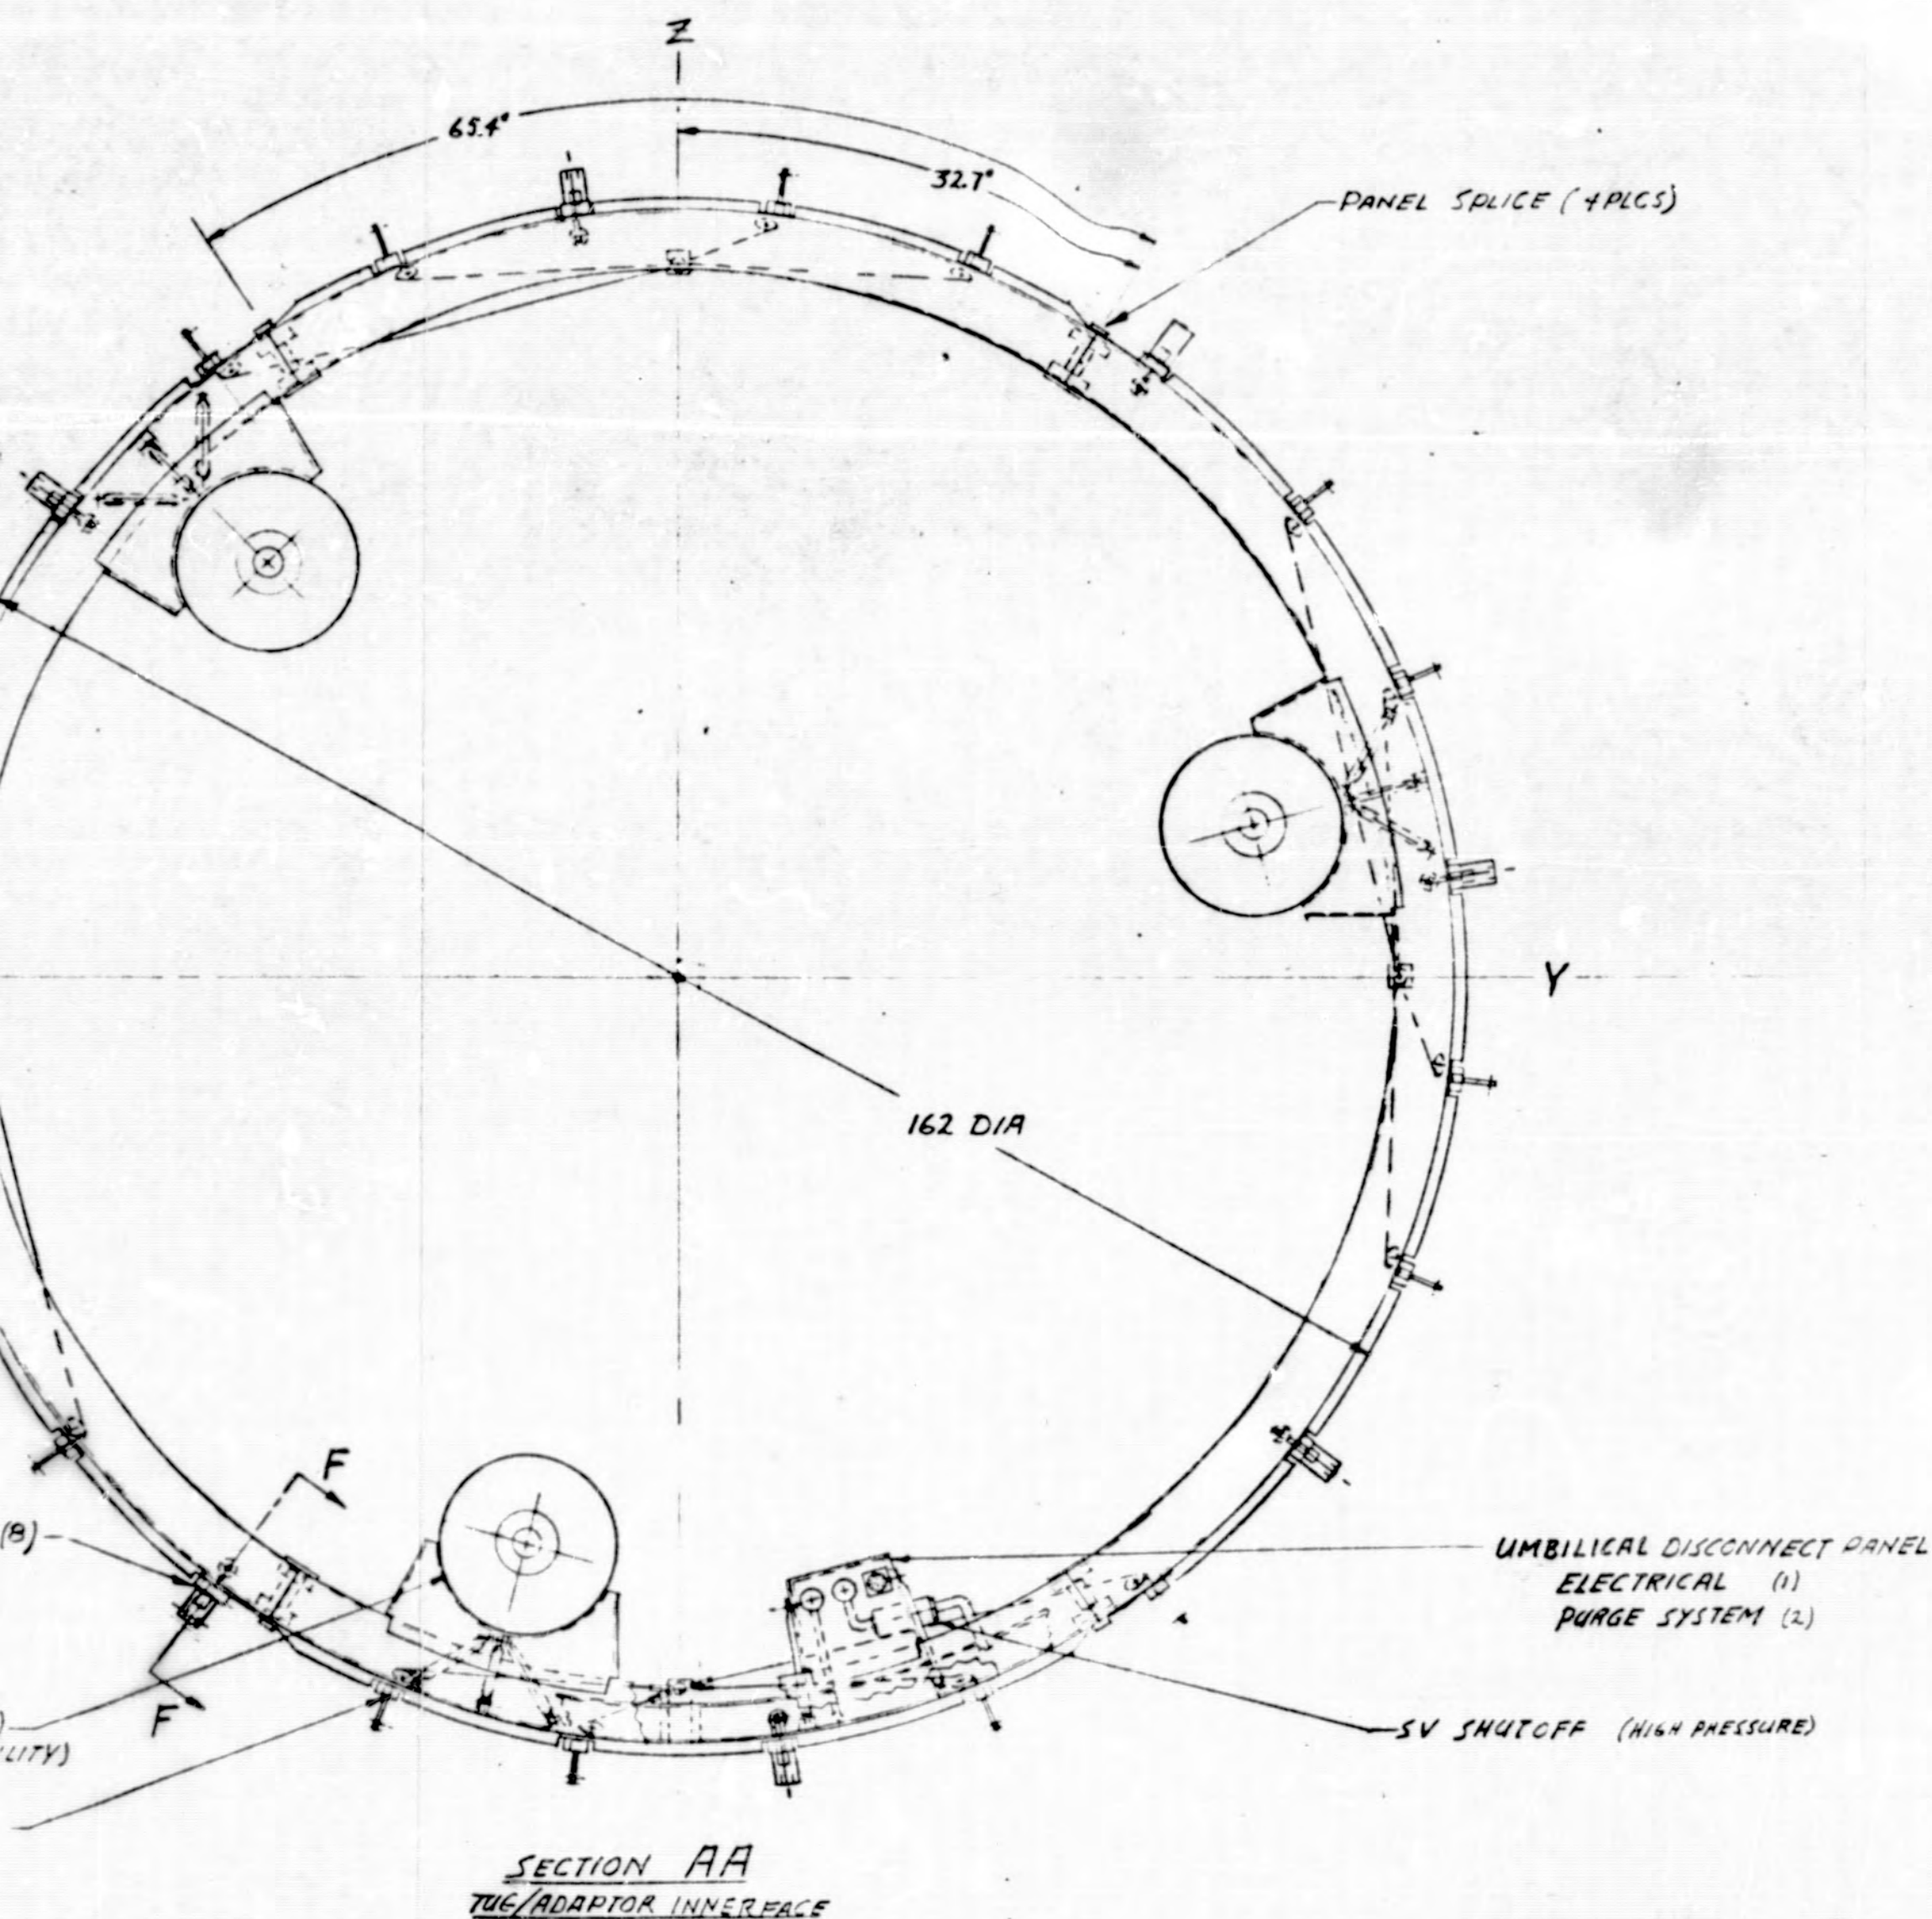 Z
65.4°
32.7°
PANEL SPLICE (4PLCS)
Y
162 DIA
F
(8)
UMBILICAL DISCONNECT PANEL
ELECTRICAL (1)
PURGE SYSTEM (2)
F
SV SHUTOFF (HIGH PRESSURE)
LITY)
SECTION AA
TUG/ADAPTOR INNERFACE